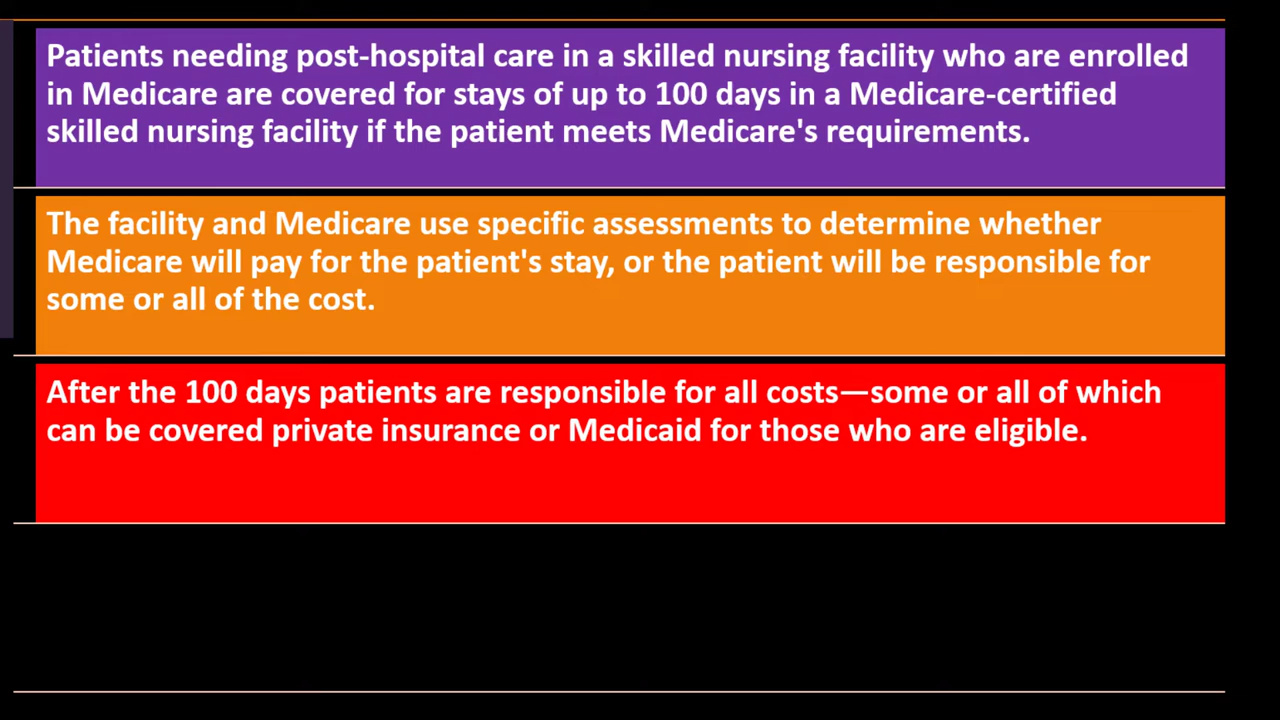 Patients needing post-hospital care in a skilled nursing facility who are enrolled
in Medicare are covered for stays of up to 100 days in a Medicare-certified
skilled nursing facility if the patient meets Medicare's requirements.
The facility and Medicare use specific assessments to determine whether
Medicare will pay for the patient's stay, or the patient will be responsible for
some or all of the cost.
After the 100 days patients are responsible for all costs—some or all of which
can be covered private insurance or Medicaid for those who are eligible.